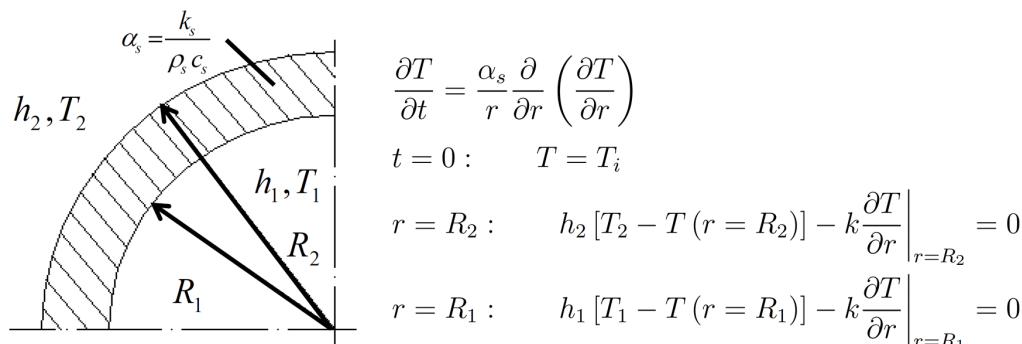 α_s = k_s / (ρ_s c_s)
h_2, T_2
h_1, T_1
R_2
R_1
∂T/∂t = (α_s / r) ∂/∂r (∂T/∂r)
t = 0 : T = T_i
r = R_2 : h_2 [T_2 − T (r = R_2)] − k ∂T/∂r |_{r=R_2} = 0
r = R_1 : h_1 [T_1 − T (r = R_1)] − k ∂T/∂r |_{r=R_1} = 0